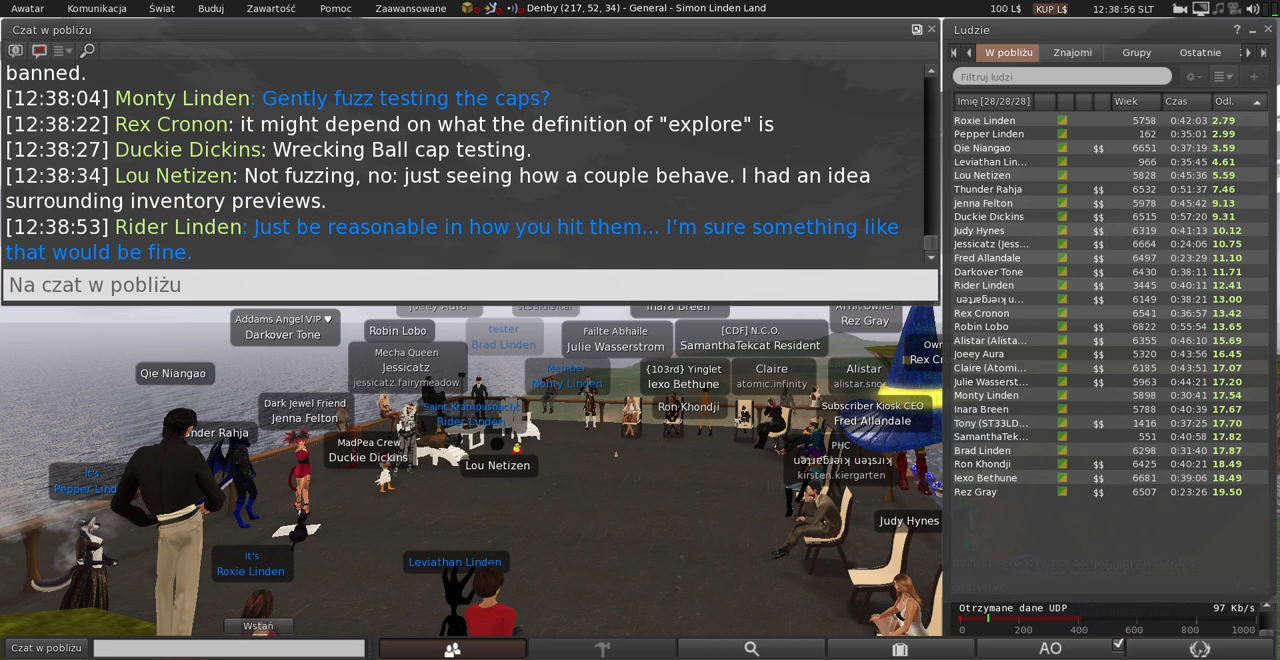 Awatar Komunikacja Świat Buduj Zawartość Pomoc Zaawansowane Denby (217, 52, 34) - General - Simon Linden Land 100 L$ KUP L$ 12:38:56 SLT
Czat w pobliżu
banned.
[12:38:04] Monty Linden: Gently fuzz testing the caps?
[12:38:22] Rex Cronon: it might depend on what the definition of "explore" is
[12:38:27] Duckie Dickins: Wrecking Ball cap testing.
[12:38:34] Lou Netizen: Not fuzzing, no: just seeing how a couple behave. I had an idea
surrounding inventory previews.
[12:38:53] Rider Linden: Just be reasonable in how you hit them... I'm sure something like
that would be fine.
Na czat w pobliżu
Joeey Aura
Inara Breen
Rez Gray
Addams Angel VIP ♥
Darkover Tone
Robin Lobo
tester
Brad Linden
Failte Abhaile
Julie Wasserstrom
[CDF] N.C.O.
SamanthaTekcat Resident
Own
Rex Cr
Qie Niangao
Mecha Queen
Jessicatz
jessicatz.fairymeadow
Member
Monty Linden
{103rd} Yinglet
Iexo Bethune
Claire
atomic.infinity
Alistar
alistar.sno
Dark Jewel Friend
Jenna Felton
Saint Krampusnacht
Rider Linden
Ron Khondji
Subscriber Kiosk CEO
Fred Allandale
nder Rahja
MadPea Crew
Duckie Dickins
Lou Netizen
PHC
kirsten.kiergarten
It's
Pepper Lind
Judy Hynes
It's
Roxie Linden
Leviathan Linden
Wstań
Czat w pobliżu
AO
Ludzie
W pobliżu Znajomi Grupy Ostatnie
Filtruj ludzi
Imię [28/28/28] Wiek Czas Odl.
Roxie Linden 5758 0:42:03 2.79
Pepper Linden 162 0:35:01 2.99
Qie Niangao $$ 6651 0:37:19 3.59
Leviathan Lin... 966 0:35:45 4.61
Lou Netizen 5828 0:45:36 5.59
Thunder Rahja $$ 6532 0:51:37 7.46
Jenna Felton $$ 5978 0:45:42 9.13
Duckie Dickins $$ 6515 0:57:20 9.31
Judy Hynes $$ 6319 0:41:13 10.12
Jessicatz (Jess... $$ 6664 0:24:06 10.75
Fred Allandale $$ 6497 0:23:29 11.10
Darkover Tone $$ 6430 0:38:11 11.71
Rider Linden $$ 3445 0:40:11 12.41
$$ 6149 0:38:21 13.00
Rex Cronon 6541 0:36:57 13.42
Robin Lobo $$ 6822 0:55:54 13.65
Alistar (Alista... $$ 6355 0:46:10 15.69
Joeey Aura $$ 5320 0:43:56 16.45
Claire (Atomi... $$ 6185 0:43:51 17.07
Julie Wasserst... $$ 5963 0:44:21 17.20
Monty Linden 5898 0:30:41 17.54
Inara Breen 5788 0:40:39 17.67
Tony (ST33LD... $$ 1416 0:37:25 17.70
SamanthaTek... 551 0:40:58 17.82
Brad Linden 6298 0:31:40 17.87
Ron Khondji $$ 6425 0:40:21 18.49
Iexo Bethune $$ 6681 0:39:06 18.49
Rez Gray $$ 6507 0:23:26 19.50
Otrzymane dane UDP 97 Kb/s
0 200 400 600 800 1000